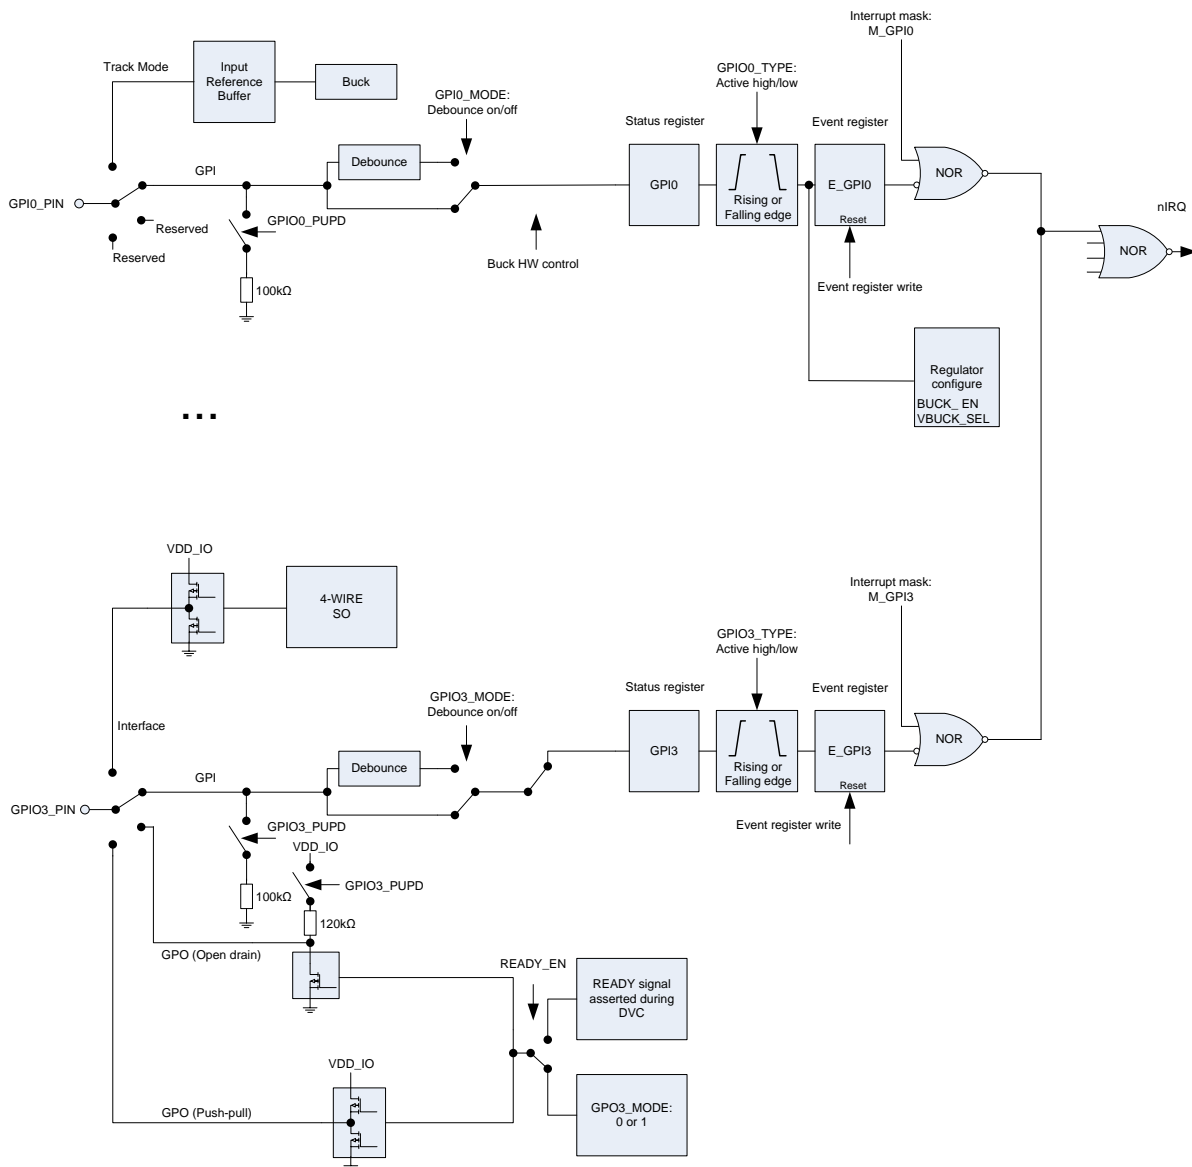 Interrupt mask:
M_GPI0
Track Mode
Input
Reference
Buffer
Buck
GPIO0_TYPE:
Active high/low
GPI0_MODE:
Debounce on/off
Status register
Event register
GPI
Debounce
GPI0
Rising or
Falling edge
E_GPI0
Reset
NOR
GPI0_PIN
Reserved
Reserved
GPIO0_PUPD
Buck HW control
100kΩ
Event register write
nIRQ
NOR
Regulator
configure
BUCK_ EN
VBUCK_SEL
...
VDD_IO
4-WIRE
SO
Interface
Interrupt mask:
M_GPI3
GPIO3_TYPE:
Active high/low
GPIO3_MODE:
Debounce on/off
Status register
Event register
GPI
Debounce
GPI3
Rising or
Falling edge
E_GPI3
Reset
NOR
GPIO3_PIN
GPIO3_PUPD
Event register write
VDD_IO
GPIO3_PUPD
100kΩ
120kΩ
GPO (Open drain)
READY_EN
READY signal
asserted during
DVC
VDD_IO
GPO (Push-pull)
GPO3_MODE:
0 or 1